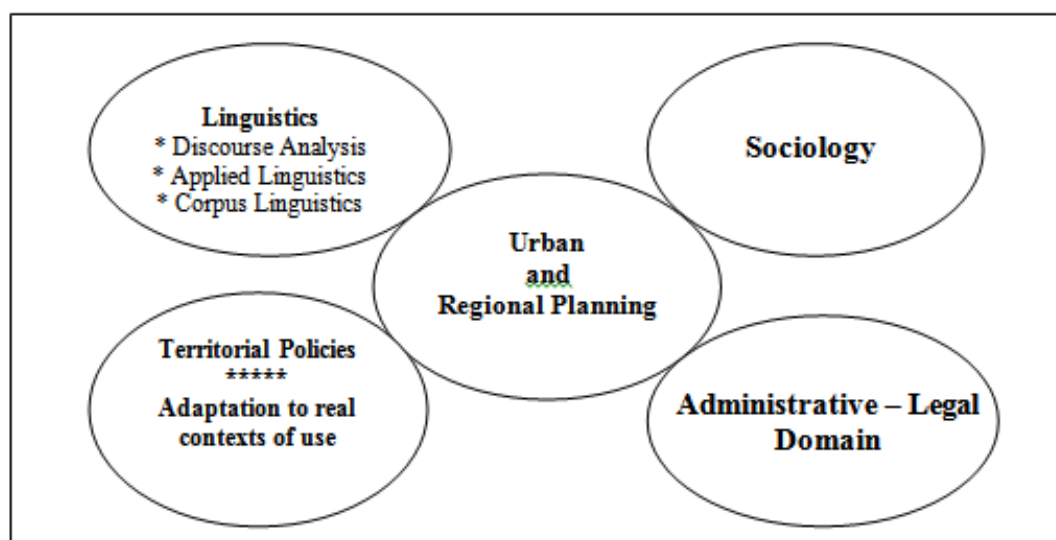 Linguistics
* Discourse Analysis
* Applied Linguistics
* Corpus Linguistics
Sociology
Urban
and
Regional Planning
Territorial Policies
*****
Adaptation to real
contexts of use
Administrative – Legal
Domain